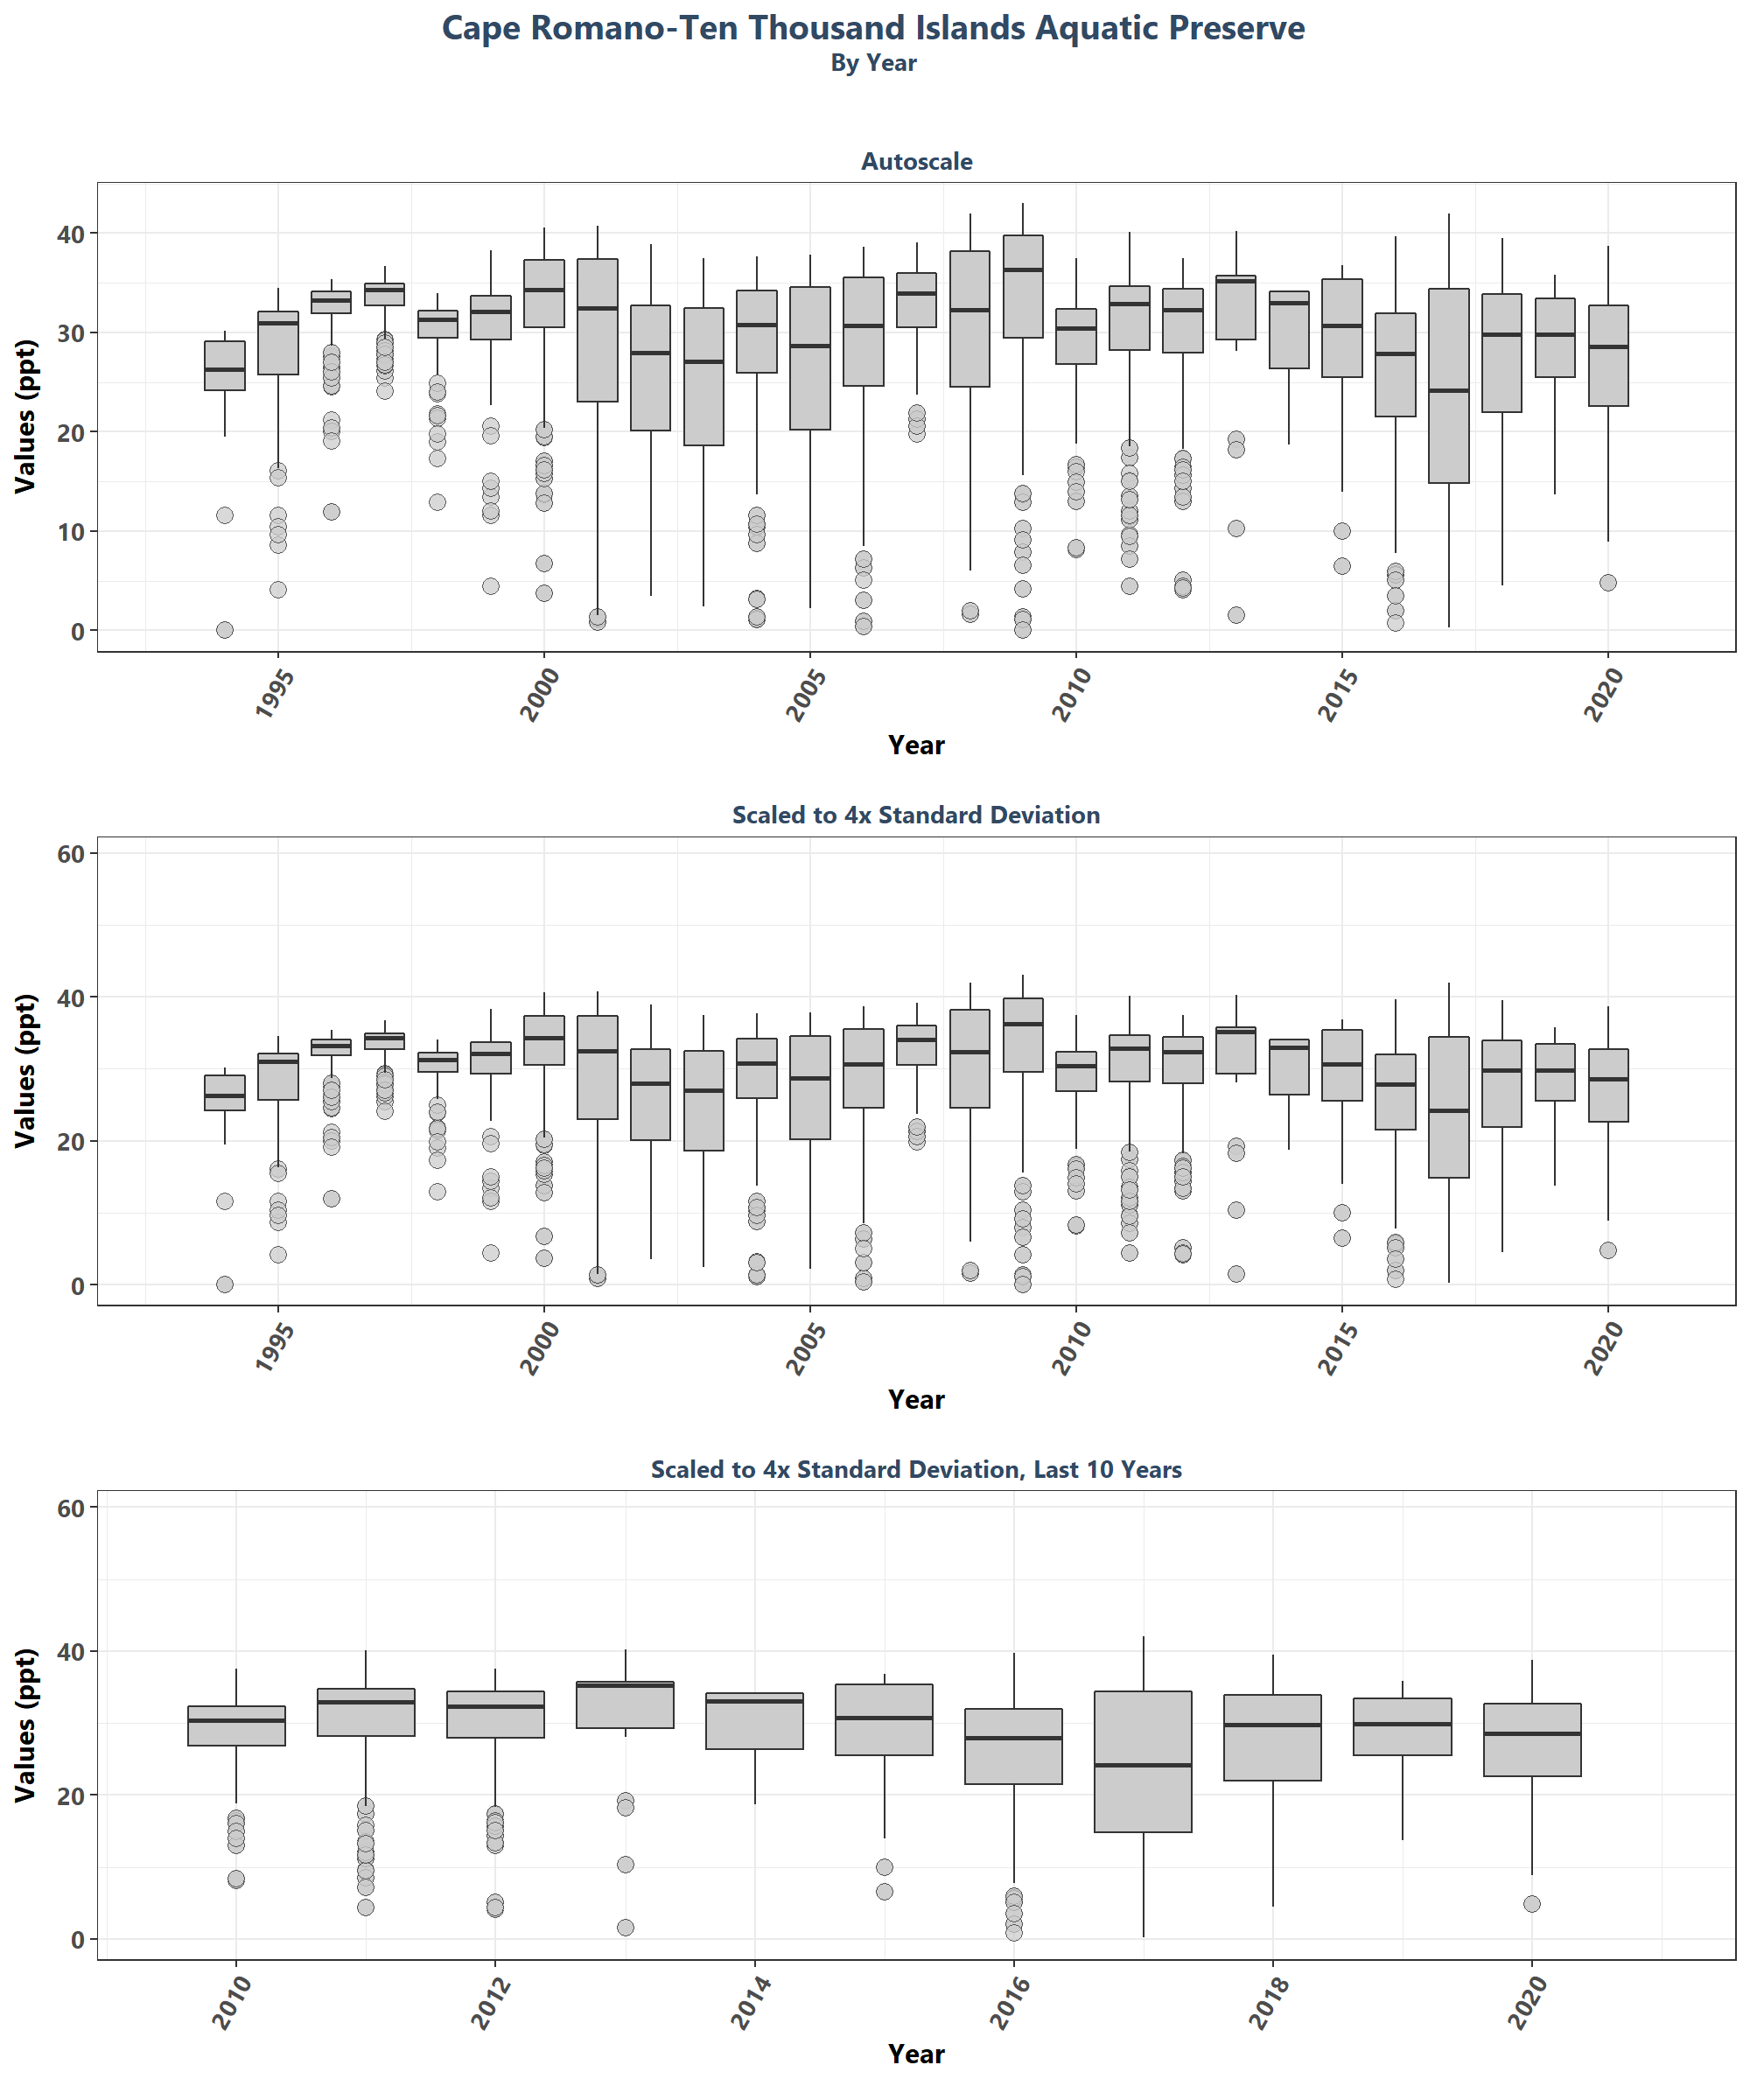 Cape Romano-Ten Thousand Islands Aquatic Preserve
By Year
Autoscale
Values (ppt)
40
30
20
10
0
1995 2000 2005 2010 2015 2020
Year
Scaled to 4x Standard Deviation
Values (ppt)
60
40
20
0
1995 2000 2005 2010 2015 2020
Year
Scaled to 4x Standard Deviation, Last 10 Years
Values (ppt)
60
40
20
0
2010 2012 2014 2016 2018 2020
Year